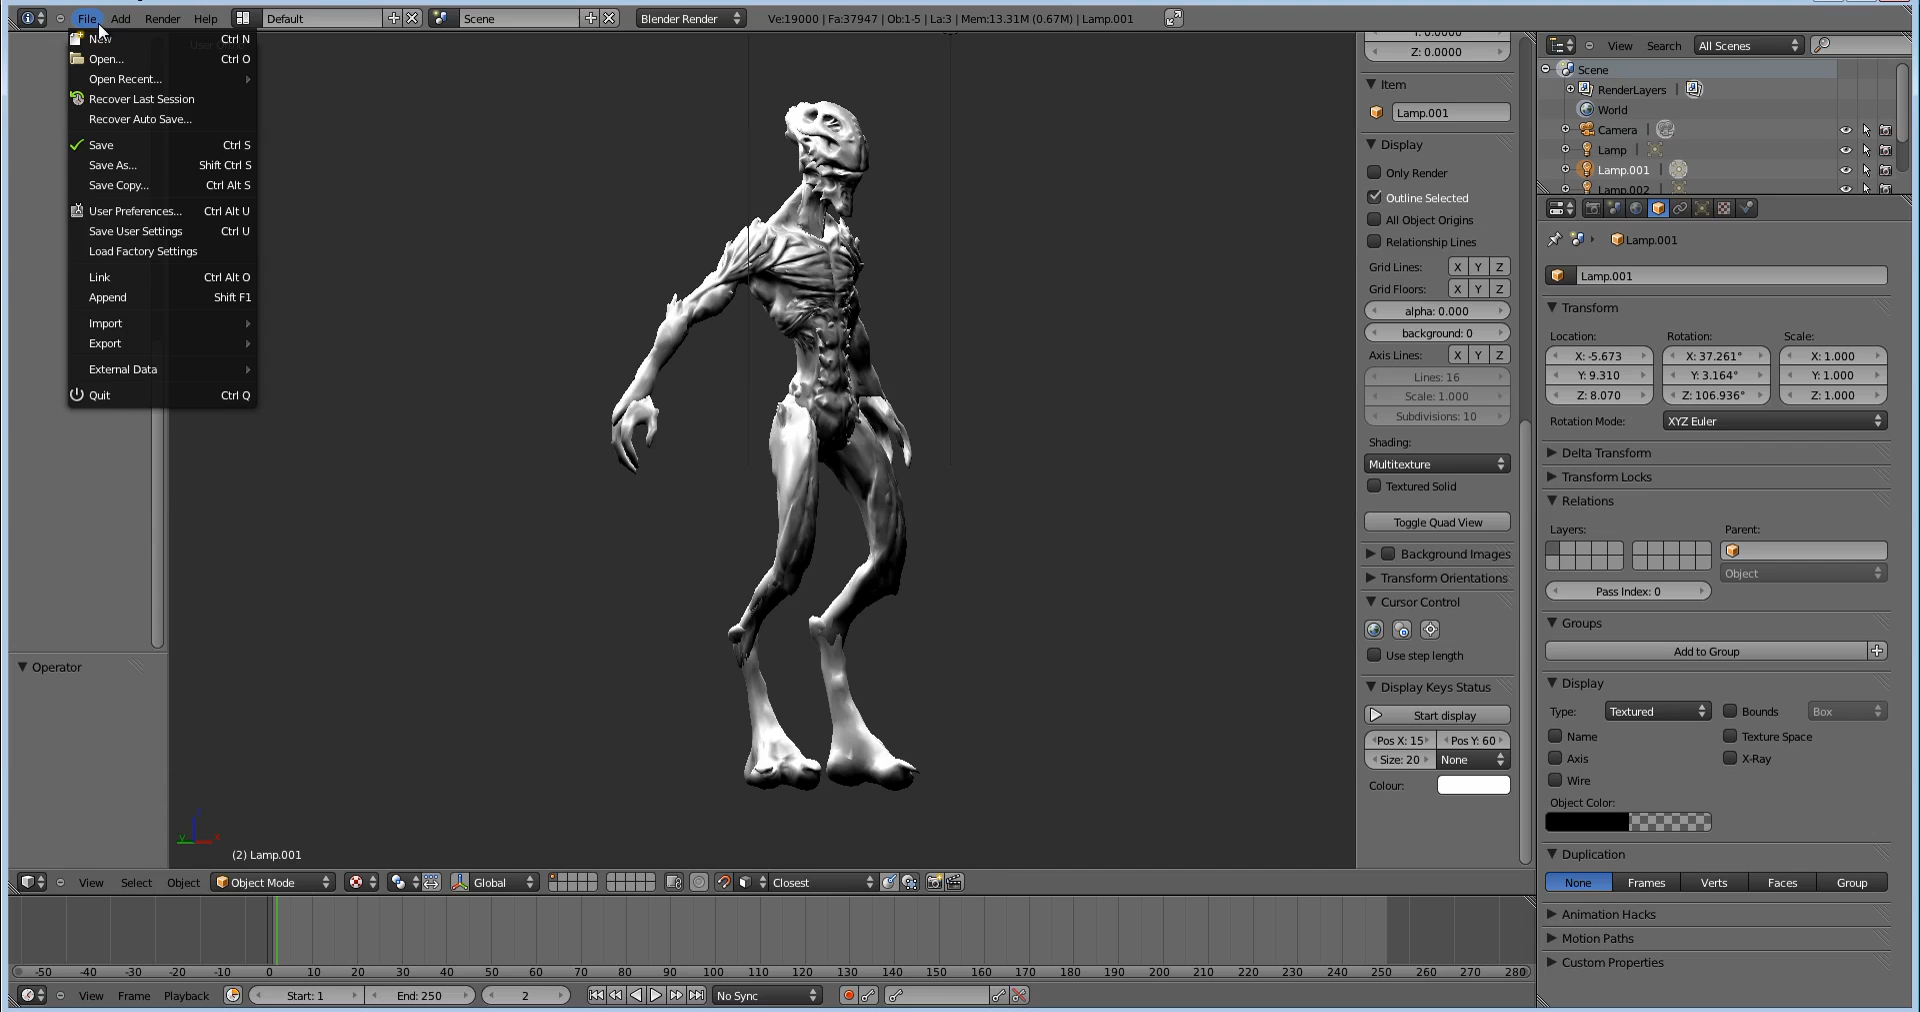 File Add Render Help Default Scene Blender Render Ve:19000 | Fa:37947 | Ob:1-5 | La:3 | Mem:13.31M (0.67M) | Lamp.001
New Ctrl N
Open... Ctrl O
Open Recent...
Recover Last Session
Recover Auto Save...
Save Ctrl S
Save As... Shift Ctrl S
Save Copy... Ctrl Alt S
User Preferences... Ctrl Alt U
Save User Settings Ctrl U
Load Factory Settings
Link Ctrl Alt O
Append Shift F1
Import
Export
External Data
Quit Ctrl Q
Operator
(2) Lamp.001
Y: 0.0000
Z: 0.0000
Item
Lamp.001
Display
Only Render
Outline Selected
All Object Origins
Relationship Lines
Grid Lines: X Y Z
Grid Floors: X Y Z
alpha: 0.000
background: 0
Axis Lines: X Y Z
Lines: 16
Scale: 1.000
Subdivisions: 10
Shading:
Multitexture
Textured Solid
Toggle Quad View
Background Images
Transform Orientations
Cursor Control
Use step length
Display Keys Status
Start display
Pos X: 15 Pos Y: 60
Size: 20 None
Colour:
View Search All Scenes
Scene
RenderLayers
World
Camera
Lamp
Lamp.001
Lamp.002
Lamp.001
Lamp.001
Transform
Location: Rotation: Scale:
X: -5.673 X: 37.261° X: 1.000
Y: 9.310 Y: 3.164° Y: 1.000
Z: 8.070 Z: 106.936° Z: 1.000
Rotation Mode: XYZ Euler
Delta Transform
Transform Locks
Relations
Layers: Parent:
Object
Pass Index: 0
Groups
Add to Group
Display
Type: Textured Bounds Box
Name Texture Space
Axis X-Ray
Wire
Object Color:
Duplication
None Frames Verts Faces Group
Animation Hacks
Motion Paths
Custom Properties
View Select Object Object Mode Global Closest
-50 -40 -30 -20 -10 0 10 20 30 40 50 60 70 80 90 100 110 120 130 140 150 160 170 180 190 200 210 220 230 240 250 260 270 280
View Frame Playback Start: 1 End: 250 2 No Sync